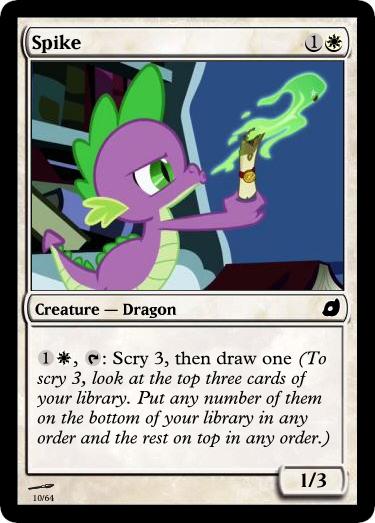 Spike 1
Creature — Dragon
1, : Scry 3, then draw one (To
scry 3, look at the top three cards of
your library. Put any number of them
on the bottom of your library in any
order and the rest on top in any order.)
1/3
10/64